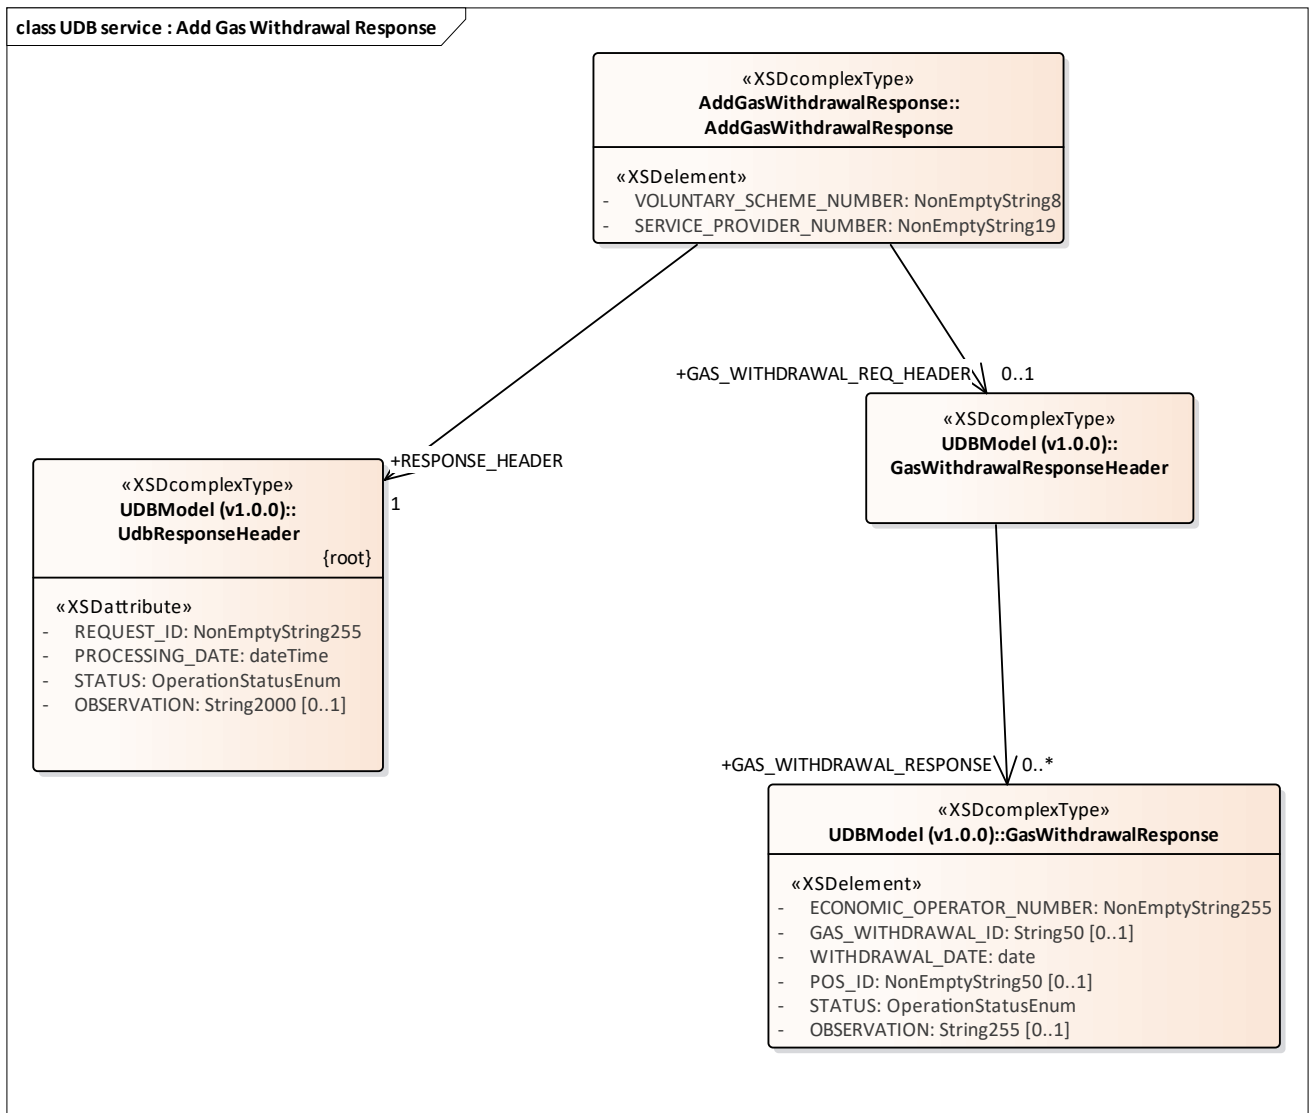 class UDB service : Add Gas Withdrawal Response
«XSDcomplexType»
AddGasWithdrawalResponse::
AddGasWithdrawalResponse
«XSDelement»
- VOLUNTARY_SCHEME_NUMBER: NonEmptyString8
- SERVICE_PROVIDER_NUMBER: NonEmptyString19
+GAS_WITHDRAWAL_REQ_HEADER 0..1
«XSDcomplexType»
UDBModel (v1.0.0)::
GasWithdrawalResponseHeader
+RESPONSE_HEADER
1
«XSDcomplexType»
UDBModel (v1.0.0)::
UdbResponseHeader
{root}
«XSDattribute»
- REQUEST_ID: NonEmptyString255
- PROCESSING_DATE: dateTime
- STATUS: OperationStatusEnum
- OBSERVATION: String2000 [0..1]
+GAS_WITHDRAWAL_RESPONSE 0..*
«XSDcomplexType»
UDBModel (v1.0.0)::GasWithdrawalResponse
«XSDelement»
- ECONOMIC_OPERATOR_NUMBER: NonEmptyString255
- GAS_WITHDRAWAL_ID: String50 [0..1]
- WITHDRAWAL_DATE: date
- POS_ID: NonEmptyString50 [0..1]
- STATUS: OperationStatusEnum
- OBSERVATION: String255 [0..1]